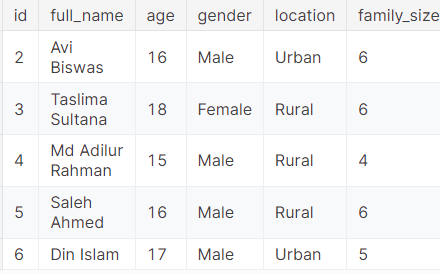 id full_name age gender location family_size
2 Avi Biswas 16 Male Urban 6
3 Taslima Sultana 18 Female Rural 6
4 Md Adilur Rahman 15 Male Rural 4
5 Saleh Ahmed 16 Male Rural 6
6 Din Islam 17 Male Urban 5